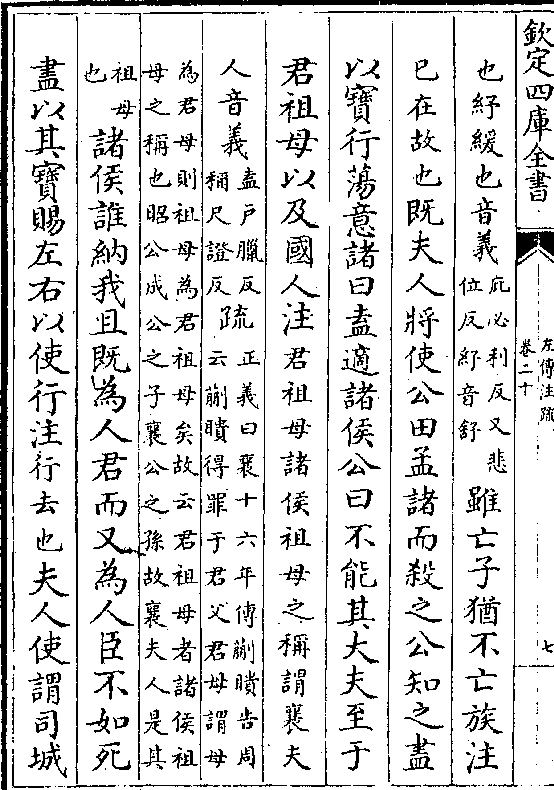 欽定四庫全書
左傳注疏
卷二十
七
也紓緩也音義庇必利反又悲
位反紓音舒
雖亡子猶不亡族注
已在故也既夫人將使公田孟諸而殺之公知之盡
以寶行蕩意諸曰盍適諸侯公曰不能其大夫至于
君祖母以及國人注君祖母諸侯祖母之稱謂襄夫
人音義盍户臘反
稱尺證反
疏正義曰襄十六年傳蒯聵告周
云蒯聵得罪于君父君母謂母
為君母則祖母為君祖母矣故云君祖母者諸侯祖
母之稱也昭公成公之子襄公之孫故襄夫人是其
祖母
也
諸侯誰納我且既為人君而又為人臣不如死
盡以其寶賜左右以使行注行去也夫人使謂司城